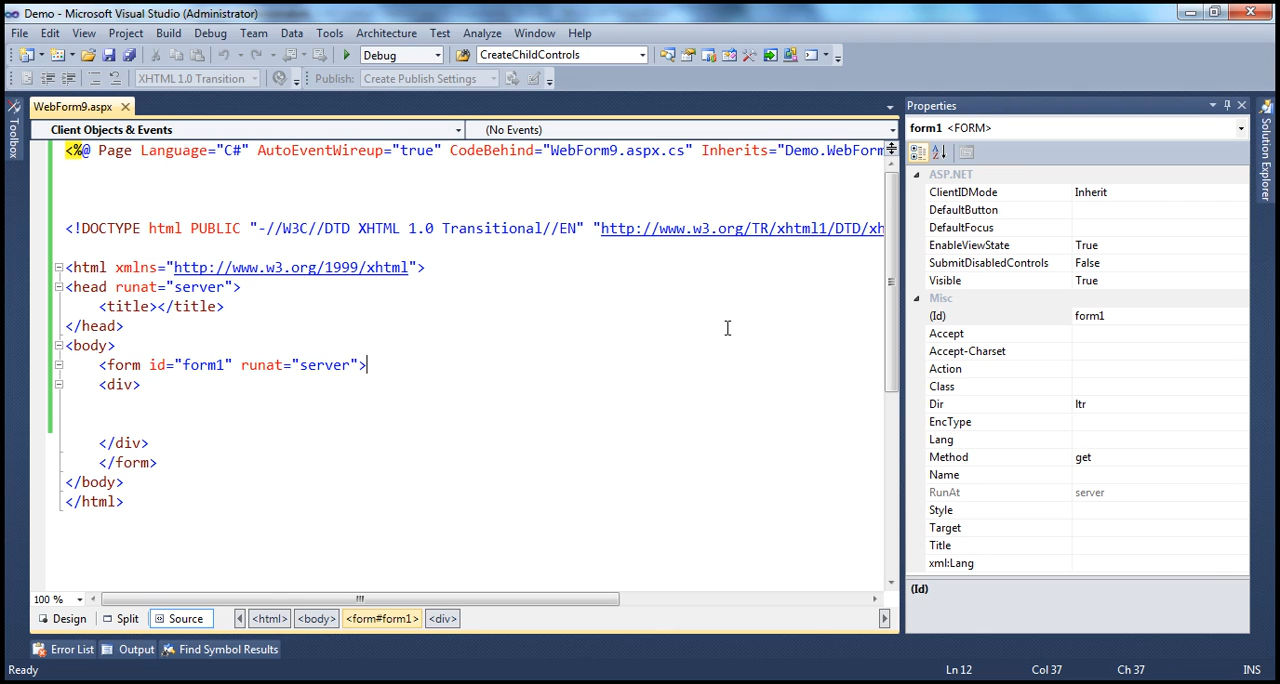 Demo - Microsoft Visual Studio (Administrator)
File Edit View Project Build Debug Team Data Tools Architecture Test Analyze Window Help
Debug CreateChildControls
XHTML 1.0 Transition Publish: Create Publish Settings
Toolbox
WebForm9.aspx
Client Objects & Events (No Events)
<%@ Page Language="C#" AutoEventWireup="true" CodeBehind="WebForm9.aspx.cs" Inherits="Demo.WebForm
<!DOCTYPE html PUBLIC "-//W3C//DTD XHTML 1.0 Transitional//EN" "http://www.w3.org/TR/xhtml1/DTD/xh
<html xmlns="http://www.w3.org/1999/xhtml">
<head runat="server">
<title></title>
</head>
<body>
<form id="form1" runat="server">
<div>
</div>
</form>
</body>
</html>
100 %
Design Split Source <html> <body> <form#form1> <div>
Properties
form1 <FORM>
ASP.NET
ClientIDMode Inherit
DefaultButton
DefaultFocus
EnableViewState True
SubmitDisabledControls False
Visible True
Misc
(Id) form1
Accept
Accept-Charset
Action
Class
Dir ltr
EncType
Lang
Method get
Name
RunAt server
Style
Target
Title
xml:Lang
(Id)
Solution Explorer
Error List Output Find Symbol Results
Ready Ln 12 Col 37 Ch 37 INS